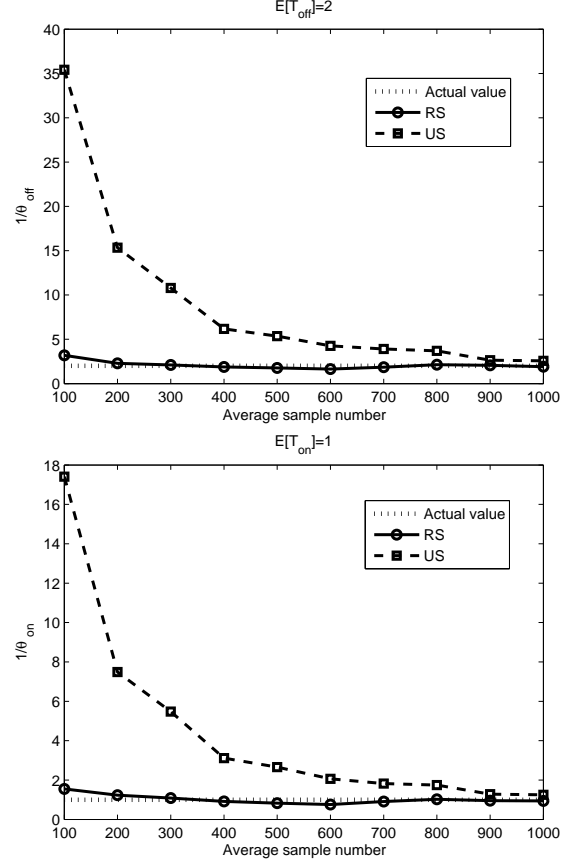 E[T_off]=2
40
35
30
25
20
15
10
5
0
1/θ_off
Actual value
RS
US
100 200 300 400 500 600 700 800 900 1000
Average sample number
E[T_on]=1
18
16
14
12
10
8
6
4
2
0
1/θ_on
Actual value
RS
US
100 200 300 400 500 600 700 800 900 1000
Average sample number